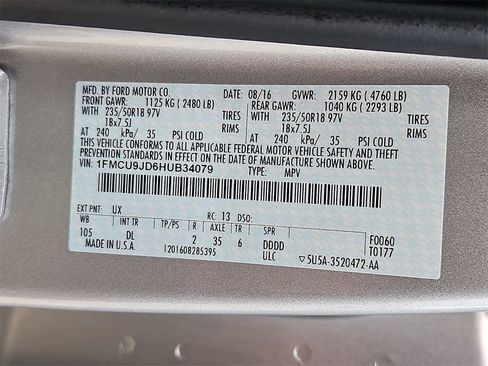 MFD. BY FORD MOTOR CO. 08/16 GVWR: 2159 KG ( 4760 LB)
FRONT GAWR: 1125 KG ( 2480 LB) REAR GAWR: 1040 KG ( 2293 LB)
235/50R18 97V TIRES 235/50R18 97V TIRES
18x7.5J RIMS 18x7.5J RIMS
AT 240 kPa/ 35 PSI COLD AT 240 kPa/ 35 PSI COLD
THIS VEHICLE CONFORMS TO ALL APPLICABLE FEDERAL MOTOR VEHICLE SAFETY AND THEFT
PREVENTION STANDARDS IN EFFECT ON THE DATE OF MANUFACTURE SHOWN ABOVE.
VIN: 1FMCU9JD6HUB34079 TYPE: MPV
EXT PNT: UX RC: 13 DSO:
WB INT TR TP/PS R AXLE TR SPR F0060
105 DL 2 35 6 DDDD T0177
MADE IN U.S.A. 1201608285395 ULC ▽5U5A-3520472-AA